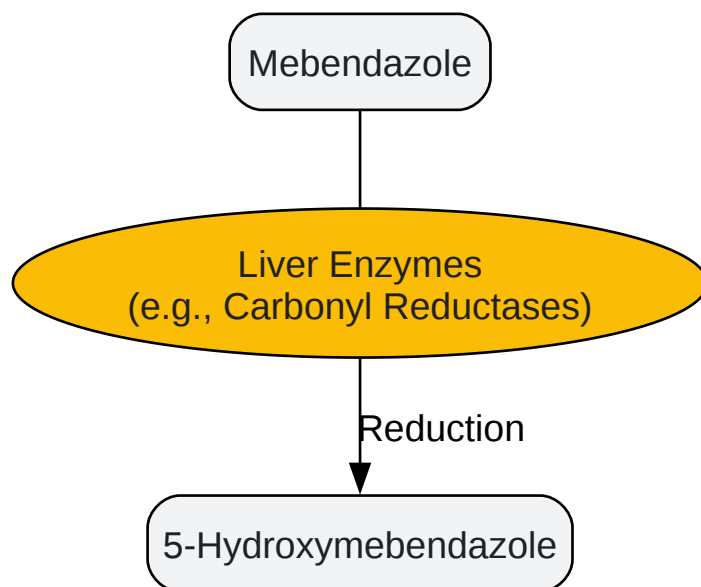 Mebendazole
Liver Enzymes
(e.g., Carbonyl Reductases)
Reduction
5-Hydroxymebendazole